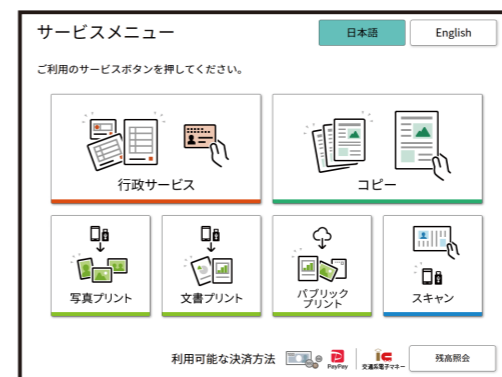 サービスメニュー
日本語
English
ご利用のサービスボタンを押してください。
行政サービス
コピー
写真プリント
文書プリント
パブリック
プリント
スキャン
利用可能な決済方法
PayPay
交通系電子マネー
残高照会